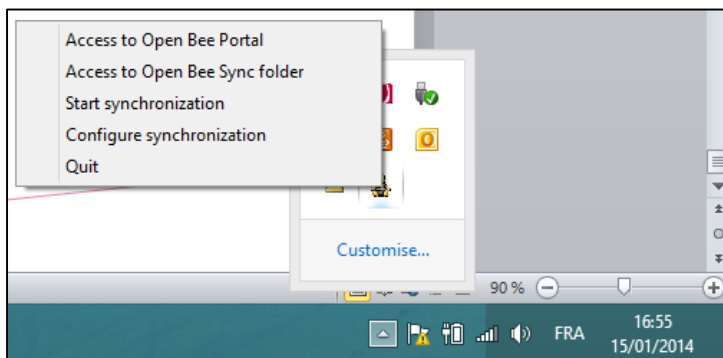 Access to Open Bee Portal
Access to Open Bee Sync folder
Start synchronization
Configure synchronization
Quit
Customise...
90 %
FRA
16:55
15/01/2014